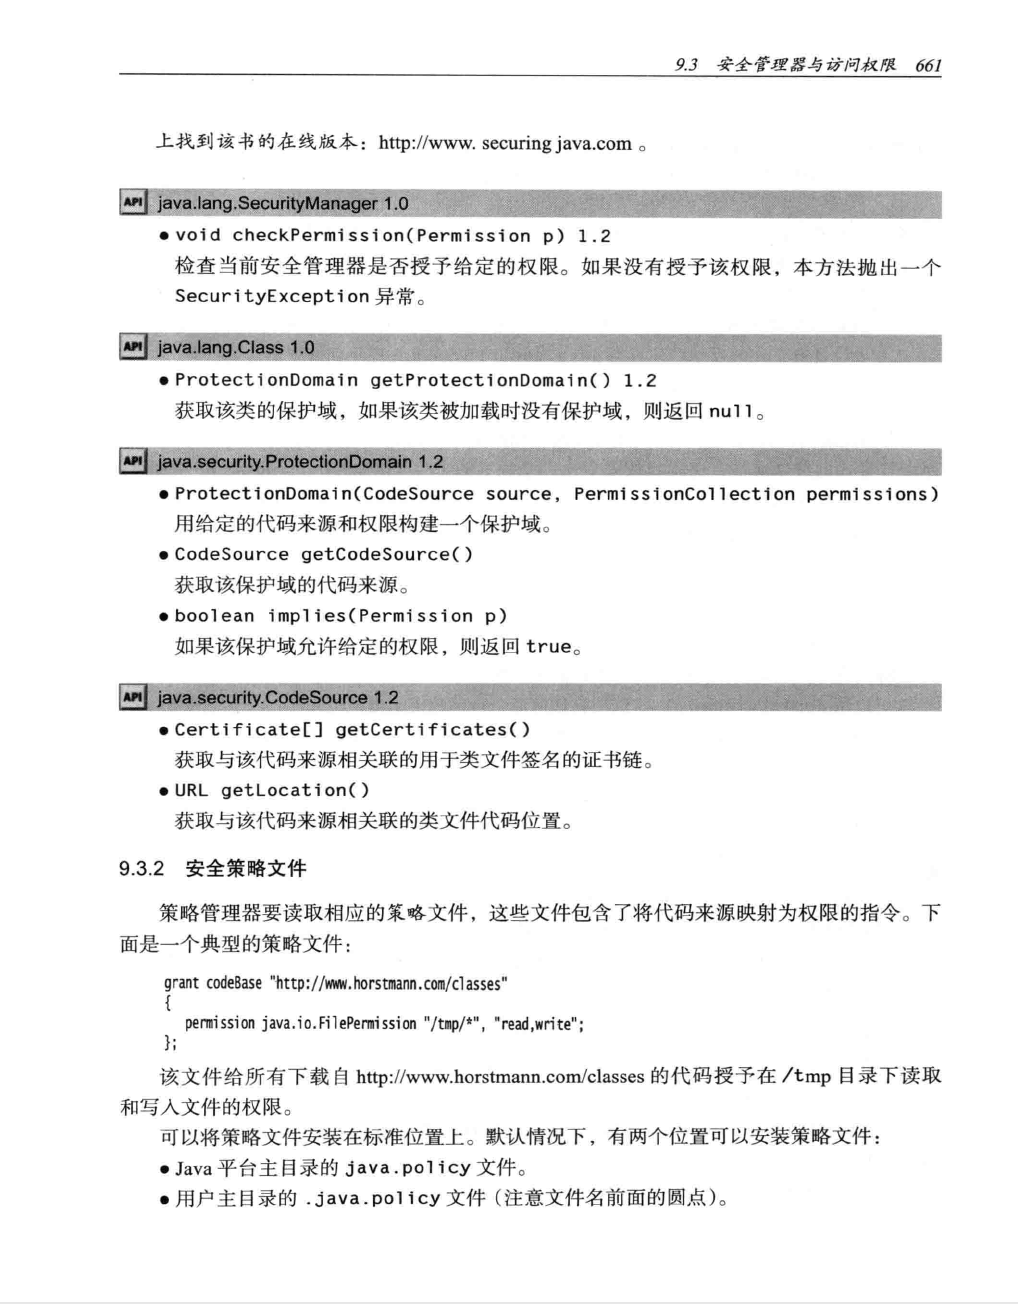 9.3 安全管理器与访问权限 661
上找到该书的在线版本：http://www. securing java.com 。
API java.lang.SecurityManager 1.0
● void checkPermission(Permission p) 1.2
检查当前安全管理器是否授予给定的权限。如果没有授予该权限，本方法抛出一个
SecurityException 异常。
API java.lang.Class 1.0
● ProtectionDomain getProtectionDomain() 1.2
获取该类的保护域，如果该类被加载时没有保护域，则返回 null。
API java.security.ProtectionDomain 1.2
● ProtectionDomain(CodeSource source, PermissionCollection permissions)
用给定的代码来源和权限构建一个保护域。
● CodeSource getCodeSource()
获取该保护域的代码来源。
● boolean implies(Permission p)
如果该保护域允许给定的权限，则返回 true。
API java.security.CodeSource 1.2
● Certificate[] getCertificates()
获取与该代码来源相关联的用于类文件签名的证书链。
● URL getLocation()
获取与该代码来源相关联的类文件代码位置。
9.3.2 安全策略文件
策略管理器要读取相应的策略文件，这些文件包含了将代码来源映射为权限的指令。下
面是一个典型的策略文件：
grant codeBase "http://www.horstmann.com/classes"
{
permission java.io.FilePermission "/tmp/*", "read,write";
};
该文件给所有下载自 http://www.horstmann.com/classes 的代码授予在 /tmp 目录下读取
和写入文件的权限。
可以将策略文件安装在标准位置上。默认情况下，有两个位置可以安装策略文件：
● Java 平台主目录的 java.policy 文件。
● 用户主目录的 .java.policy 文件（注意文件名前面的圆点）。